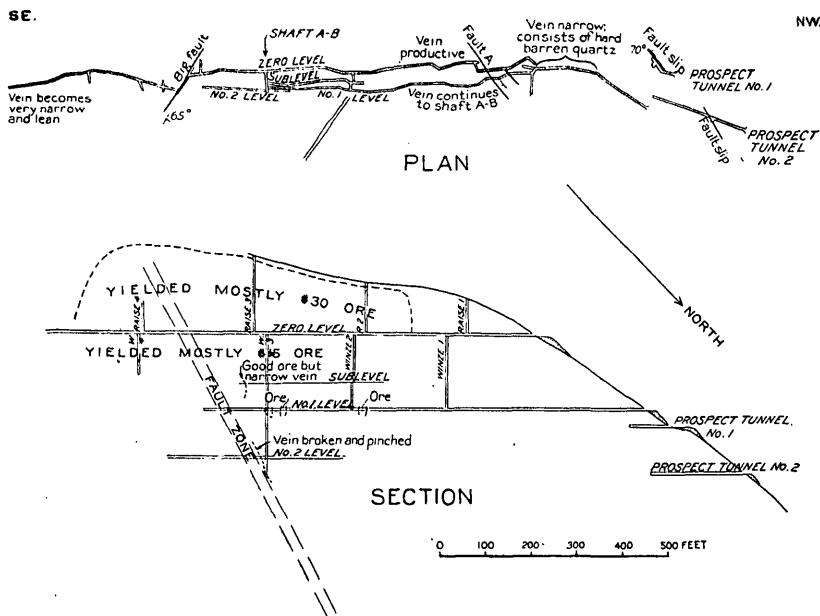 SE.
NW.
SHAFT A-B
Big fault
ZERO LEVEL
SUBLEVEL
No. 2 LEVEL
No. 1 LEVEL
Vein
productive
Fault A
Vein narrow;
consists of hard
barren quartz
Fault slip
70°
PROSPECT
TUNNEL No. 1
Vein becomes
very narrow
and lean
65°
Vein continues
to shaft A-B
PROSPECT
TUNNEL
No. 2
Fault slip
PLAN
NORTH
YIELDED MOSTLY $30 ORE
RAISE 4
RAISE 3
R 2
RAISE 1
ZERO LEVEL
YIELDED MOSTLY ORE
W
WINZE 2
WINZE 1
Good ore but
narrow vein
SUBLEVEL
Ore
No. 1 LEVEL
Ore
FAULT ZONE
Vein broken and pinched
No. 2 LEVEL
PROSPECT TUNNEL
No. 1
PROSPECT TUNNEL No. 2
SECTION
0 100 200 300 400 500 FEET